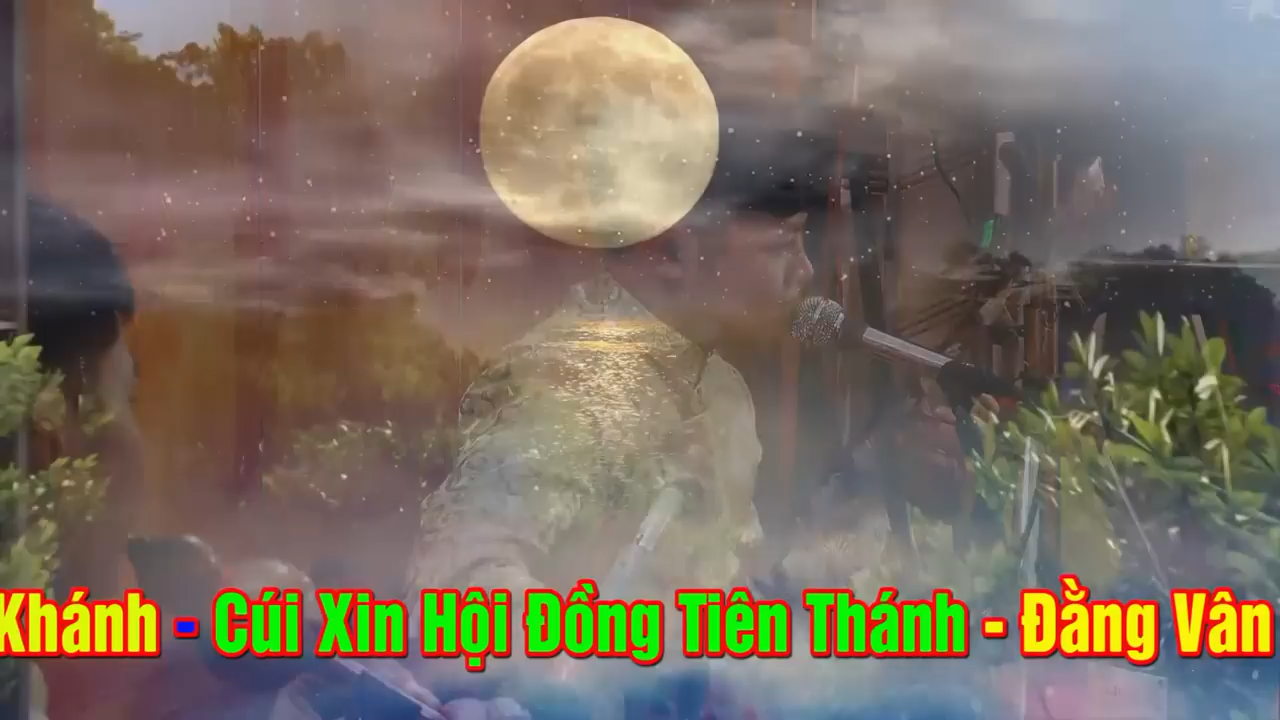 Khánh - Cúi Xin Hội Đồng Tiên Thánh - Đằng Vân